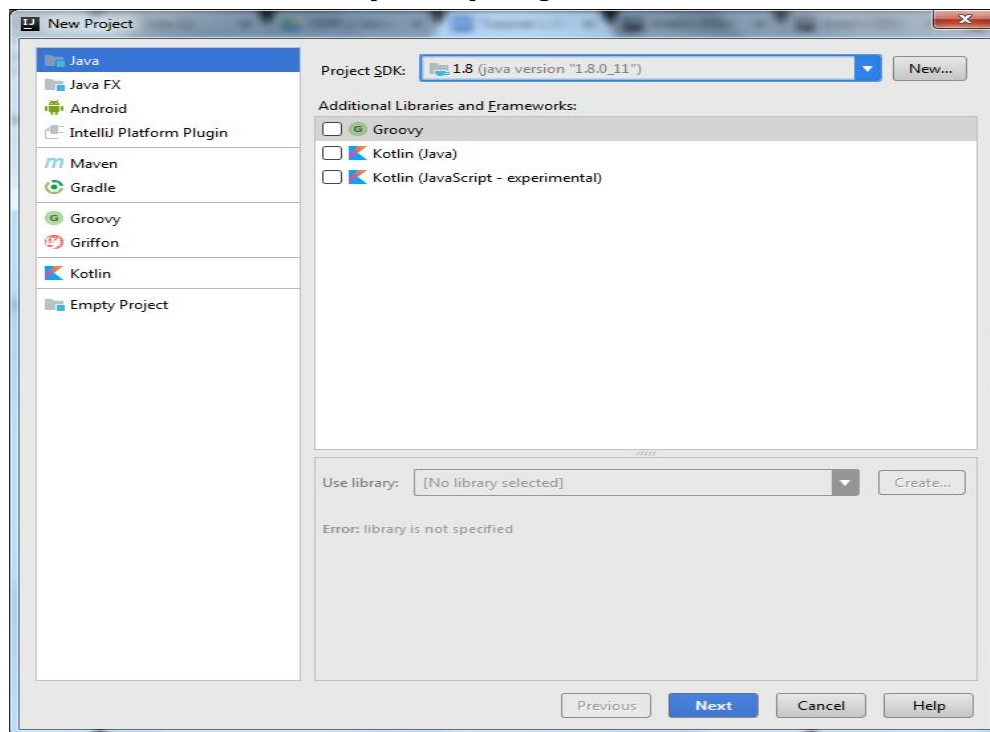 New Project
Java
Java FX
Android
IntelliJ Platform Plugin
Maven
Gradle
Groovy
Griffon
Kotlin
Empty Project
Project SDK: 1.8 (java version "1.8.0_11") New...
Additional Libraries and Frameworks:
Groovy
Kotlin (Java)
Kotlin (JavaScript - experimental)
Use library: [No library selected] Create...
Error: library is not specified
Previous Next Cancel Help